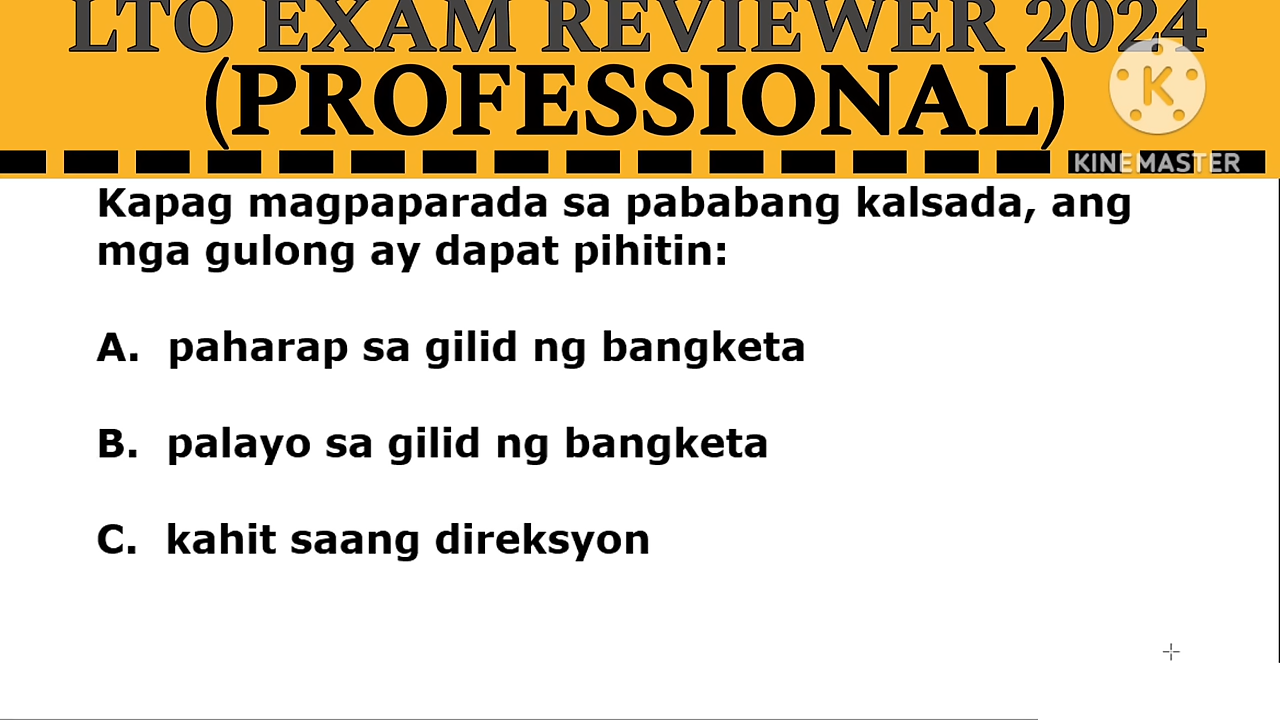 LTO EXAM REVIEWER 2024
(PROFESSIONAL)
K
KINEMASTER
Kapag magpaparada sa pababang kalsada, ang
mga gulong ay dapat pihitin:
A. paharap sa gilid ng bangketa
B. palayo sa gilid ng bangketa
C. kahit saang direksyon